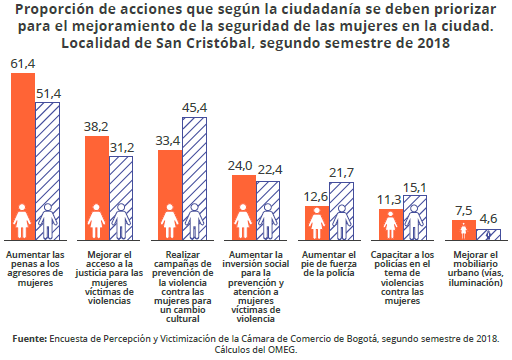 Proporción de acciones que según la ciudadanía se deben priorizar
para el mejoramiento de la seguridad de las mujeres en la ciudad.
Localidad de San Cristóbal, segundo semestre de 2018
61,4
51,4
38,2
31,2
33,4
45,4
24,0
22,4
12,6
21,7
11,3
15,1
7,5
4,6
Aumentar las
penas a los
agresores de
mujeres
Mejorar el
acceso a la
justicia para las
mujeres
víctimas de
violencias
Realizar
campañas de
prevención de
la violencia
contra las
mujeres para
un cambio
cultural
Aumentar la
inversión social
para la
prevención y
atención a
mujeres
víctimas de
violencia
Aumentar el
pie de fuerza
de la policía
Capacitar a los
policías en el
tema de
violencias
contra las
mujeres
Mejorar el
mobiliario
urbano (vías,
iluminación)
Fuente: Encuesta de Percepción y Victimización de la Cámara de Comercio de Bogotá, segundo semestre de 2018.
Cálculos del OMEG.